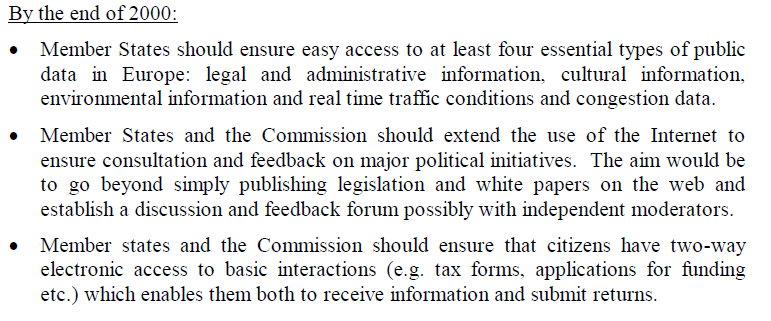 By the end of 2000:
• Member States should ensure easy access to at least four essential types of public
data in Europe: legal and administrative information, cultural information,
environmental information and real time traffic conditions and congestion data.
• Member States and the Commission should extend the use of the Internet to
ensure consultation and feedback on major political initiatives. The aim would be
to go beyond simply publishing legislation and white papers on the web and
establish a discussion and feedback forum possibly with independent moderators.
• Member states and the Commission should ensure that citizens have two-way
electronic access to basic interactions (e.g. tax forms, applications for funding
etc.) which enables them both to receive information and submit returns.